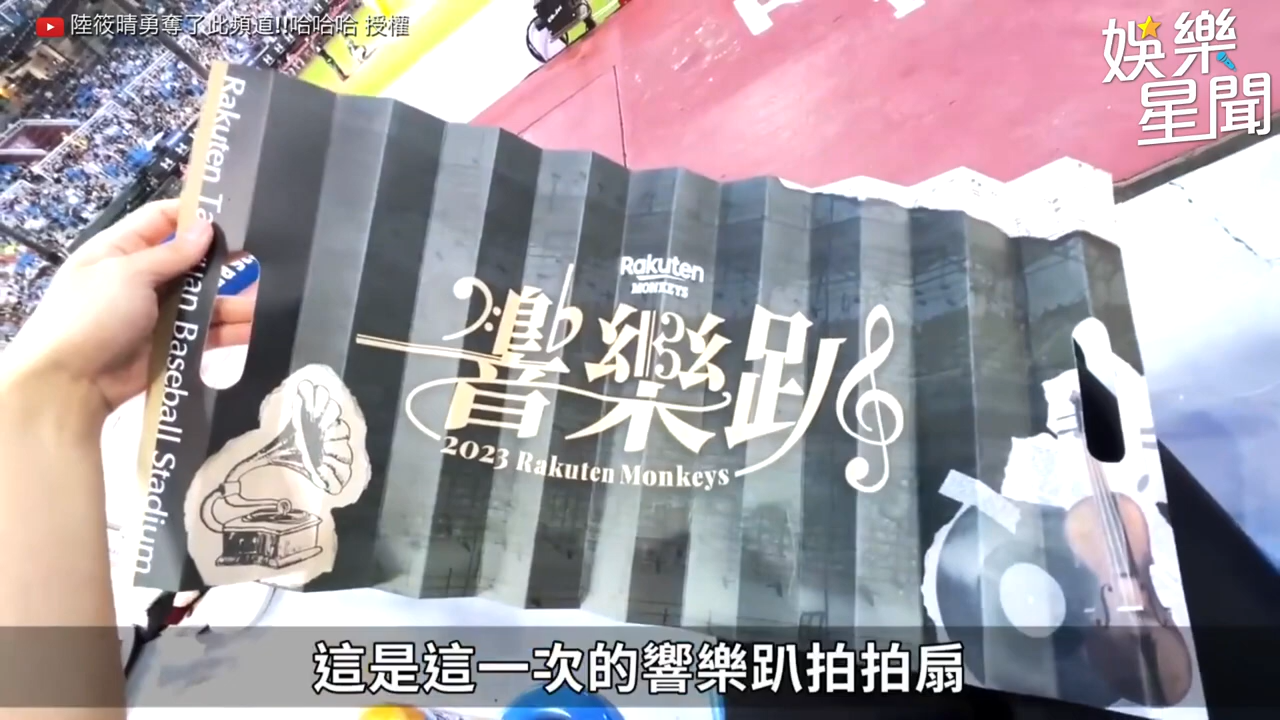 陸筱晴勇奪了此頻道!!哈哈哈 授權
娛樂
星聞
Rakuten Taoyuan Baseball Stadium
Rakuten
MONKEYS
響樂趴
2023 Rakuten Monkeys
這是這一次的響樂趴拍拍扇